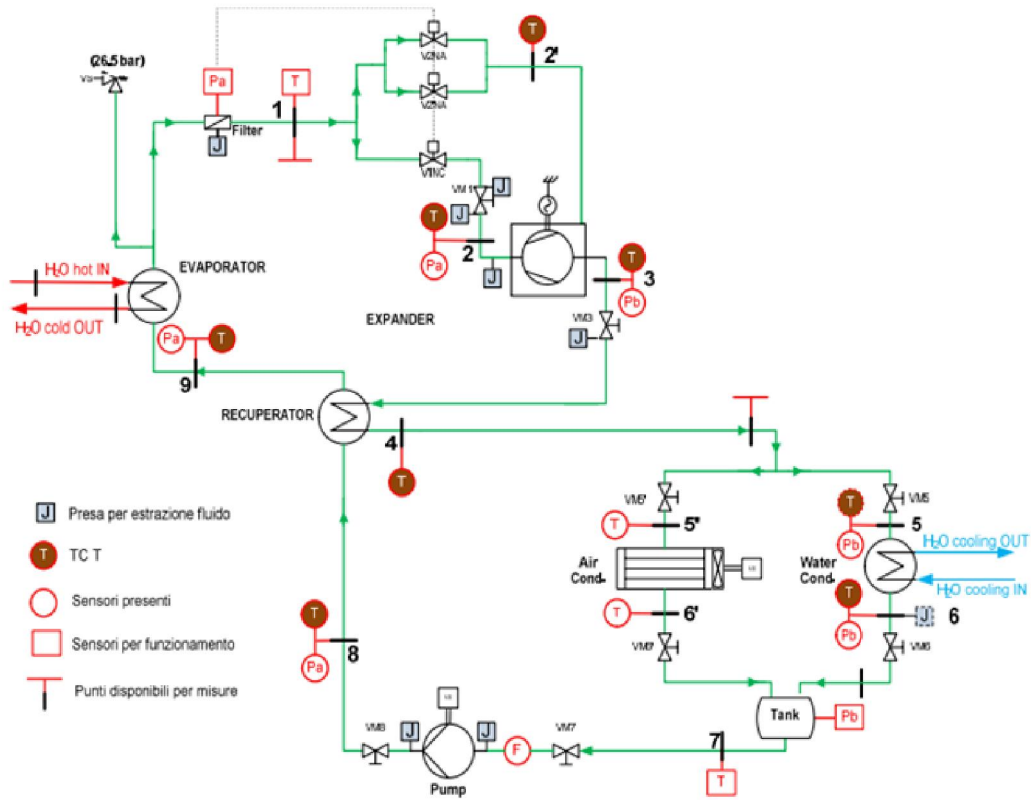 (26.5 bar)
VS
Pa
T
1
Filter
J
V2NA
V2NA
V1NC
T
2'
VM 1
J
J
T
Pa
2
J
T
3
Pb
VM3
J
EXPANDER
H2O hot IN
EVAPORATOR
H2O cold OUT
Pa
T
9
RECUPERATOR
4
T
VM5'
T
5'
Air
Cond.
T
6'
VM5
T
5
Pb
H2O cooling OUT
Water
Cond.
H2O cooling IN
T
Pb
J
6
VM6
Tank
Pb
7
T
VM7
F
J
Pump
J
VM8
T
Pa
8
J
Presa per estrazione fluido
T
TC T
Sensori presenti
Sensori per funzionamento
Punti disponibili per misure